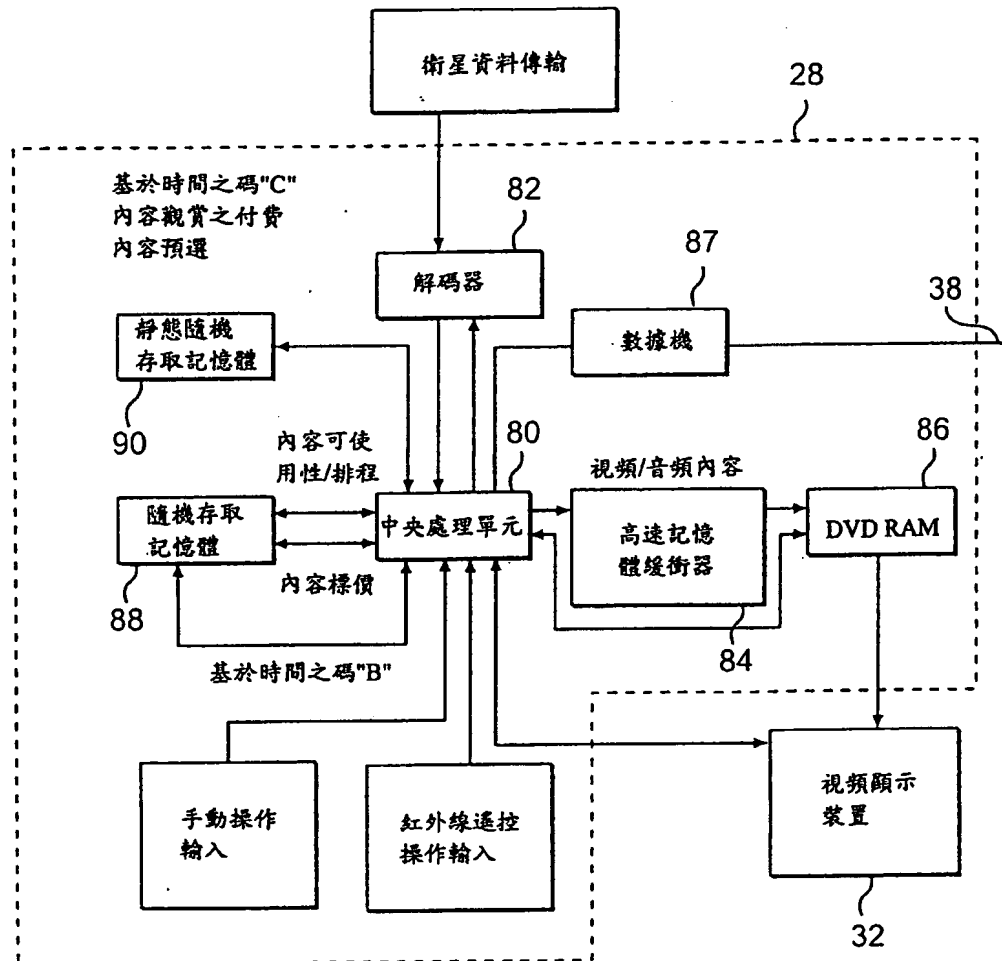 衛星資料傳輸
28
基於時間之碼"C"
內容觀賞之付費
內容預選
82
解碼器
87
數據機
38
靜態隨機
存取記憶體
90
內容可使
用性/排程
80
視頻/音頻內容
86
隨機存取
記憶體
88
中央處理單元
高速記憶
體緩衝器
84
DVD RAM
內容標價
基於時間之碼"B"
手動操作
輸入
紅外線遙控
操作輸入
視頻顯示
裝置
32